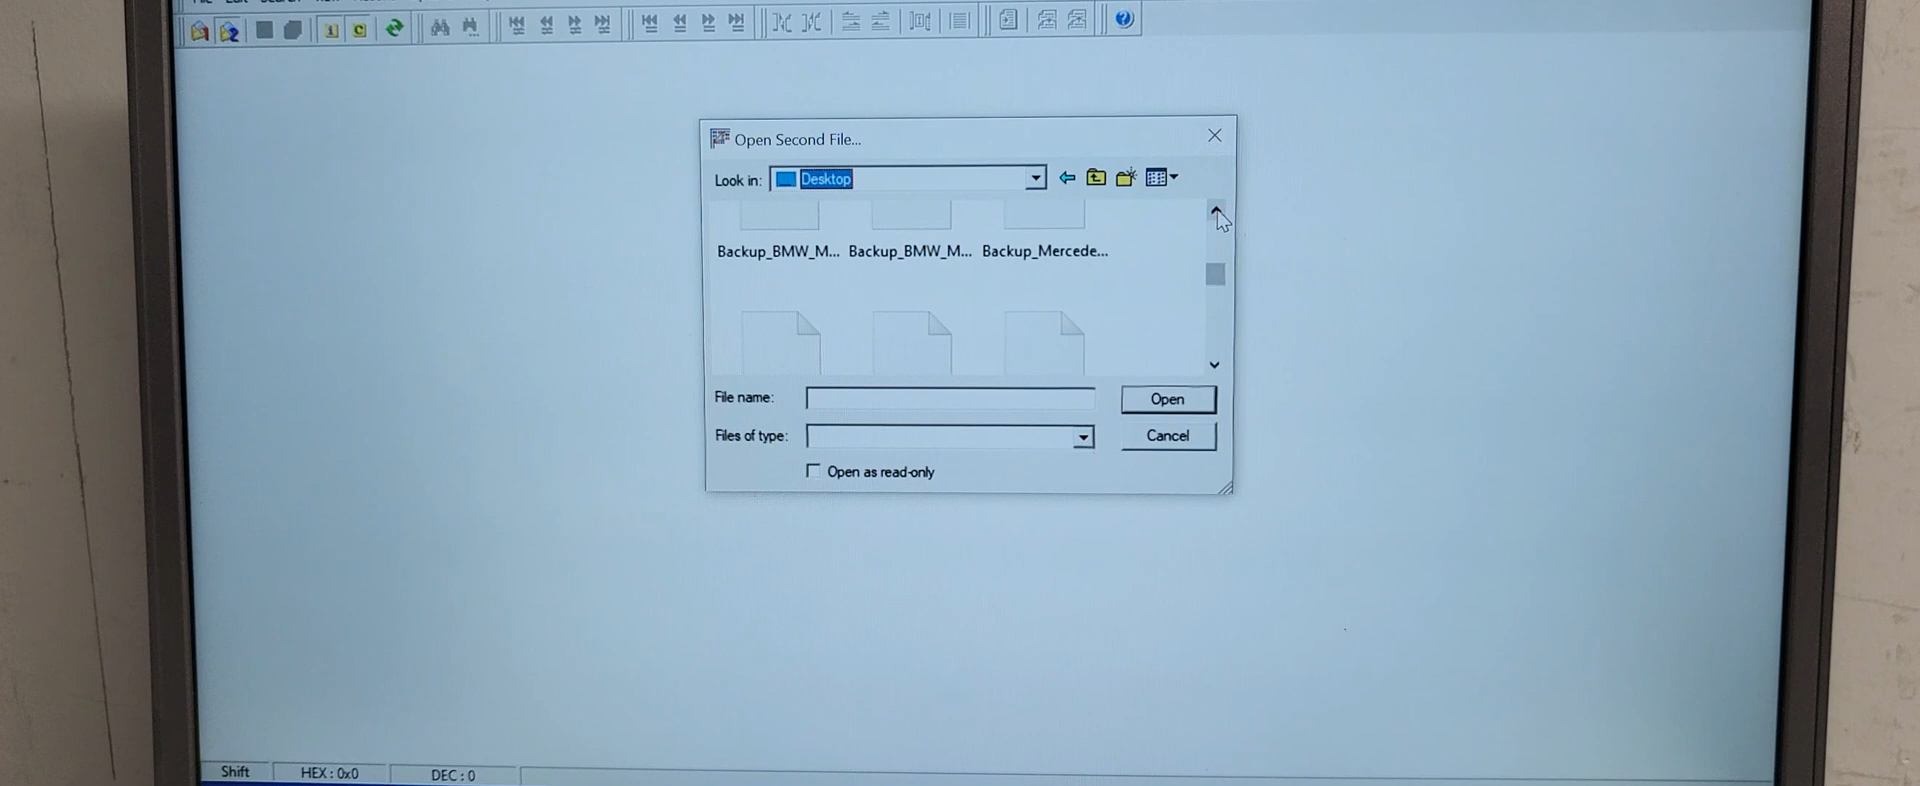 Open Second File...
Look in: Desktop
Backup_BMW_M... Backup_BMW_M... Backup_Mercede...
File name:
Open
Files of type:
Cancel
Open as read-only
Shift HEX : 0x0 DEC : 0